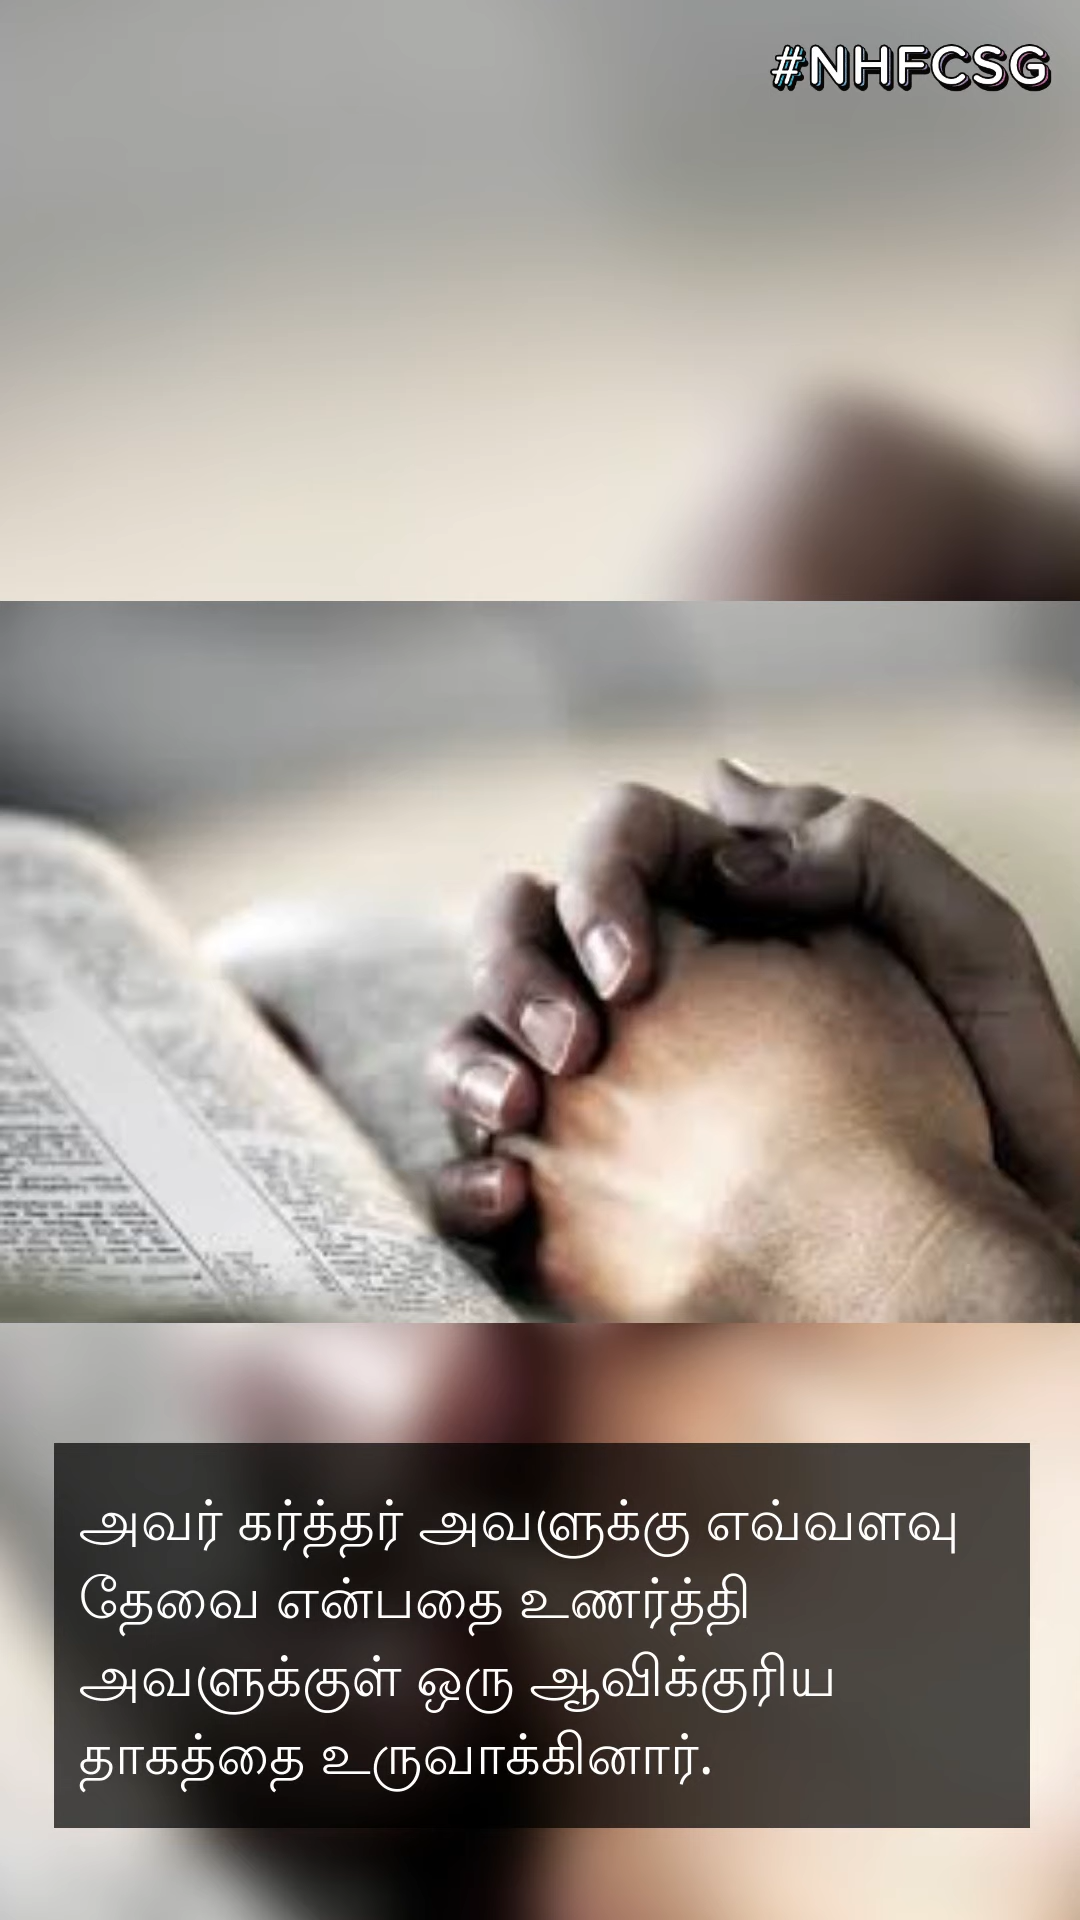 #NHFCSG
அவர் கர்த்தர் அவளுக்கு எவ்வளவு
தேவை என்பதை உணர்த்தி
அவளுக்குள் ஒரு ஆவிக்குரிய
தாகத்தை உருவாக்கினார்.